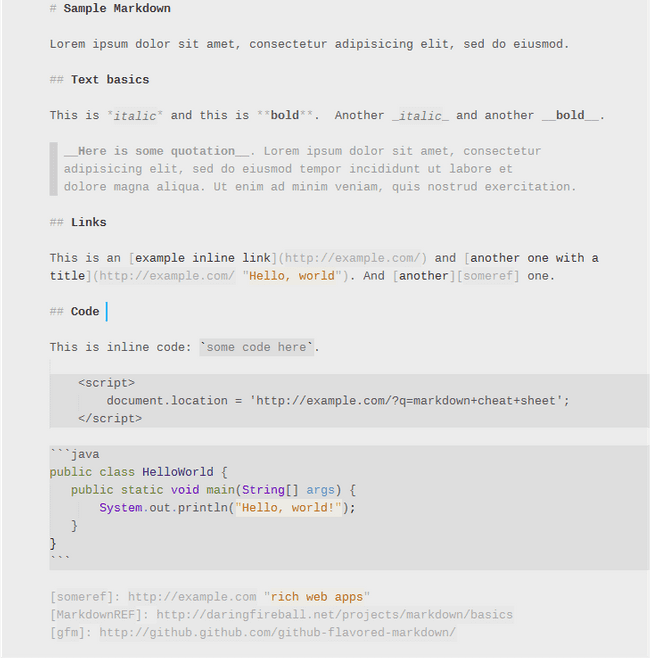 # Sample Markdown
Lorem ipsum dolor sit amet, consectetur adipisicing elit, sed do eiusmod.
## Text basics
This is *italic* and this is **bold**.  Another _italic_ and another __bold__.
__Here is some quotation__. Lorem ipsum dolor sit amet, consectetur
adipisicing elit, sed do eiusmod tempor incididunt ut labore et
dolore magna aliqua. Ut enim ad minim veniam, quis nostrud exercitation.
## Links
This is an [example inline link](http://example.com/) and [another one with a
title](http://example.com/ "Hello, world"). And [another][someref] one.
## Code
This is inline code: `some code here`.
    <script>
        document.location = 'http://example.com/?q=markdown+cheat+sheet';
    </script>
```java
public class HelloWorld {
   public static void main(String[] args) {
       System.out.println("Hello, world!");
   }
}
```
[someref]: http://example.com "rich web apps"
[MarkdownREF]: http://daringfireball.net/projects/markdown/basics
[gfm]: http://github.github.com/github-flavored-markdown/